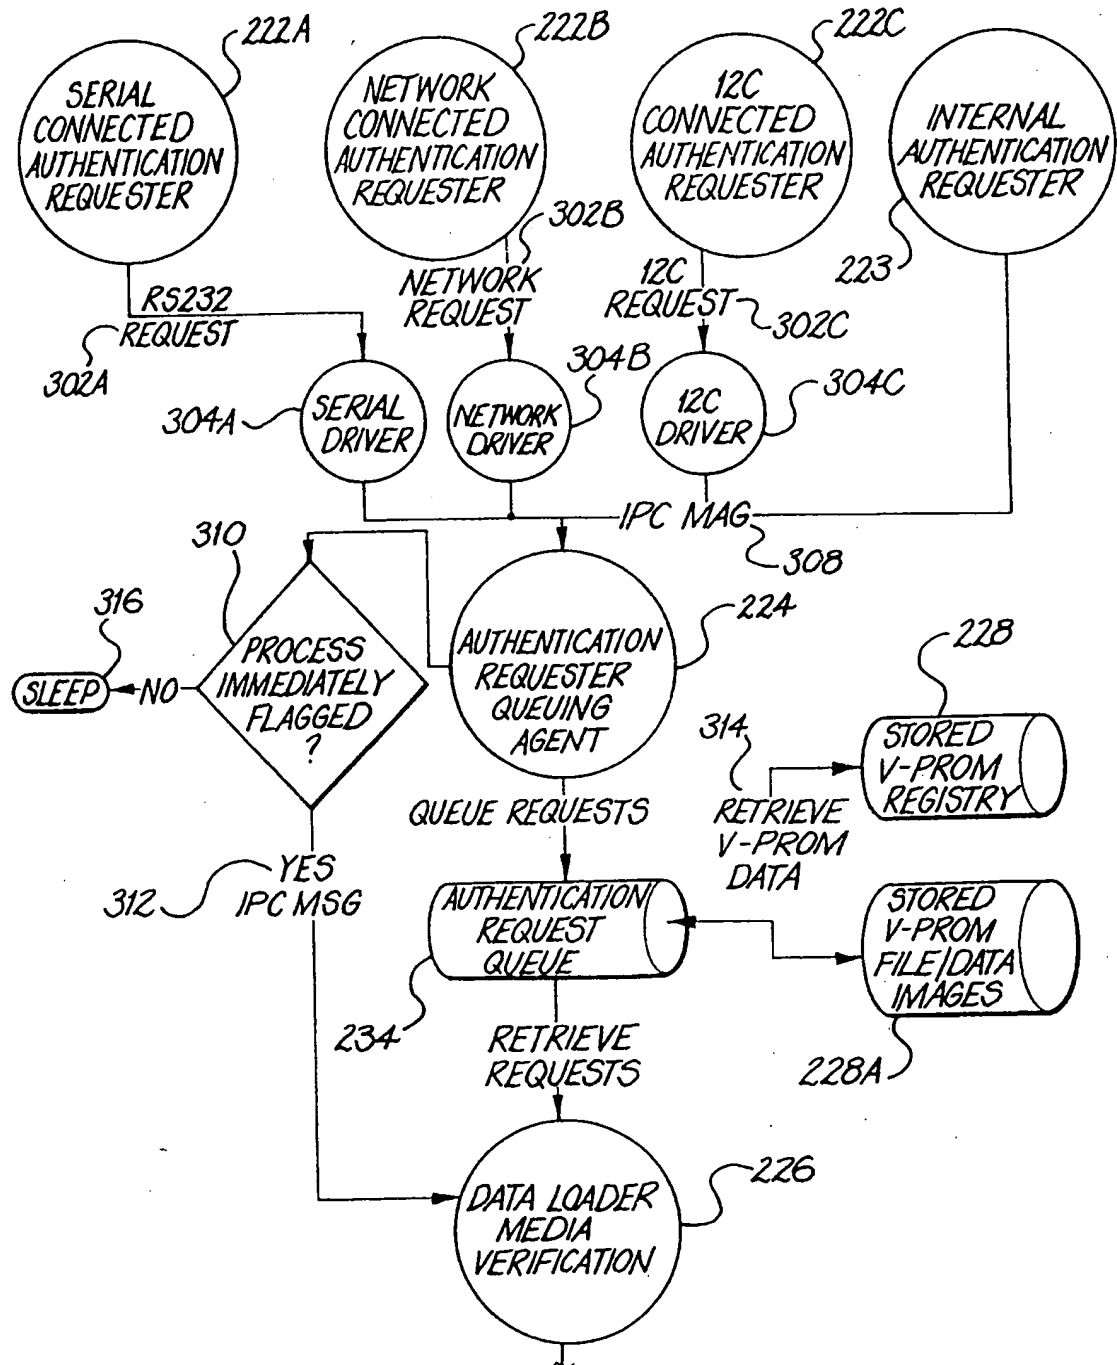 222A
222B
222C
SERIAL
CONNECTED
AUTHENTICATION
REQUESTER
NETWORK
CONNECTED
AUTHENTICATION
REQUESTER
12C
CONNECTED
AUTHENTICATION
REQUESTER
INTERNAL
AUTHENTICATION
REQUESTER
223
RS232
REQUEST
302A
302B
NETWORK
REQUEST
12C
REQUEST
302C
304A
SERIAL
DRIVER
304B
NETWORK
DRIVER
304C
12C
DRIVER
IPC MAG
308
310
316
SLEEP
NO
PROCESS
IMMEDIATELY
FLAGGED
?
224
AUTHENTICATION
REQUESTER
QUEUING
AGENT
228
STORED
V-PROM
REGISTRY
314
RETRIEVE
V-PROM
DATA
QUEUE REQUESTS
312
YES
IPC MSG
AUTHENTICATION
REQUEST
QUEUE
234
STORED
V-PROM
FILE/DATA
IMAGES
228A
RETRIEVE
REQUESTS
226
DATA LOADER
MEDIA
VERIFICATION